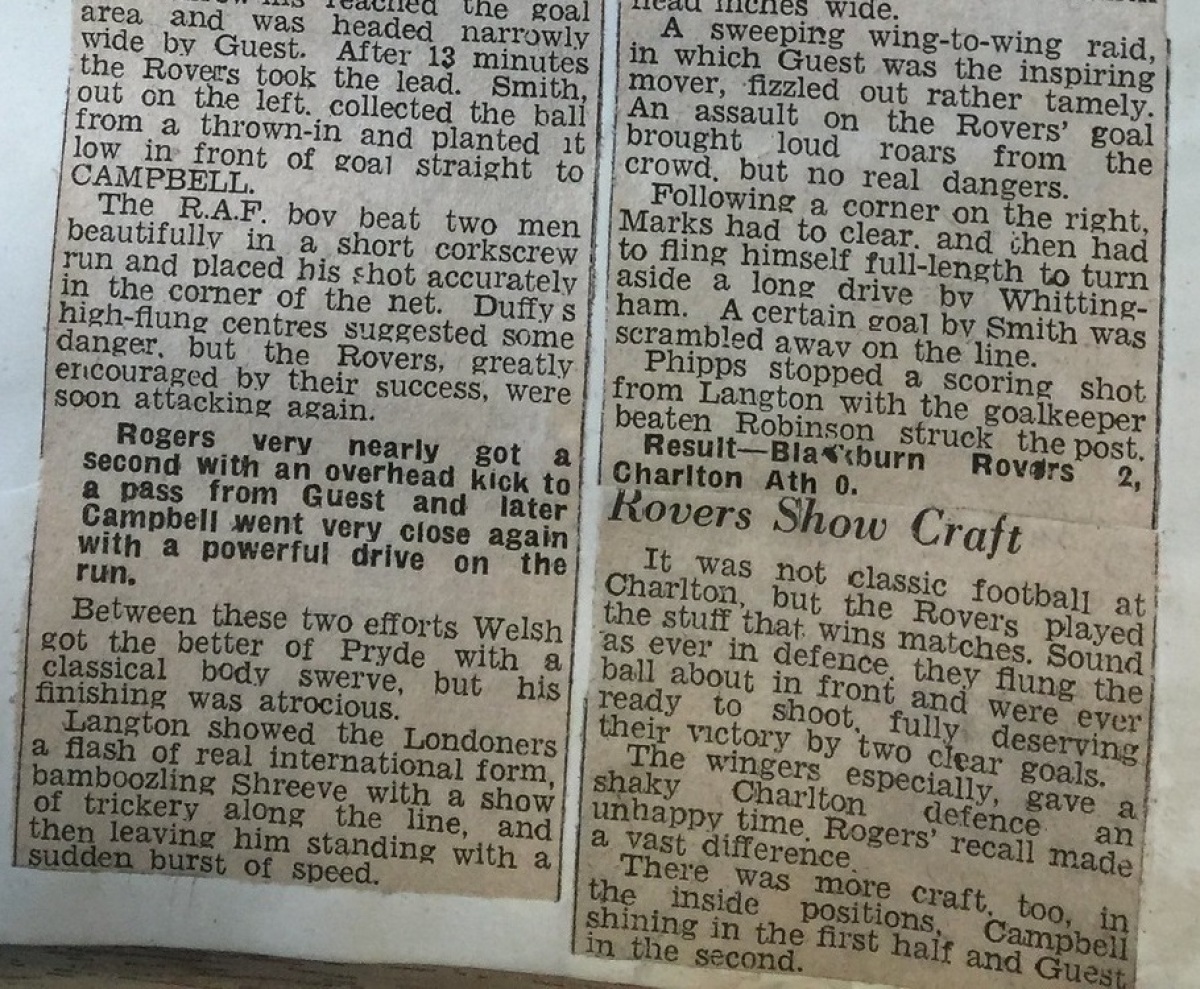 reached the goal
area and was headed narrowly
wide by Guest. After 13 minutes
the Rovers took the lead. Smith,
out on the left, collected the ball
from a thrown-in and planted it
low in front of goal straight to
CAMPBELL.
The R.A.F. boy beat two men
beautifully in a short corkscrew
run and placed his shot accurately
in the corner of the net. Duffy's
high-flung centres suggested some
danger, but the Rovers, greatly
encouraged by their success, were
soon attacking again.
Rogers very nearly got a
second with an overhead kick to
a pass from Guest and later
Campbell went very close again
with a powerful drive on the
run.
Between these two efforts Welsh
got the better of Pryde with a
classical body swerve, but his
finishing was atrocious.
Langton showed the Londoners
a flash of real international form,
bamboozling Shreeve with a show
of trickery along the line, and
then leaving him standing with a
sudden burst of speed.
head inches wide.
A sweeping wing-to-wing raid,
in which Guest was the inspiring
mover, fizzled out rather tamely.
An assault on the Rovers' goal
brought loud roars from the
crowd, but no real dangers.
Following a corner on the right,
Marks had to clear, and then had
to fling himself full-length to turn
aside a long drive by Whitting-
ham. A certain goal by Smith was
scrambled away on the line.
Phipps stopped a scoring shot
from Langton with the goalkeeper
beaten Robinson struck the post.
Result—Blackburn Rovers 2,
Charlton Ath 0.
Rovers Show Craft
It was not classic football at
Charlton, but the Rovers played
the stuff that wins matches. Sound
as ever in defence, they flung the
ball about in front and were ever
ready to shoot, fully deserving
their victory by two clear goals.
The wingers especially, gave a
shaky Charlton defence an
unhappy time. Rogers' recall made
a vast difference.
There was more craft, too, in
the inside positions, Campbell
shining in the first half and Guest
in the second.